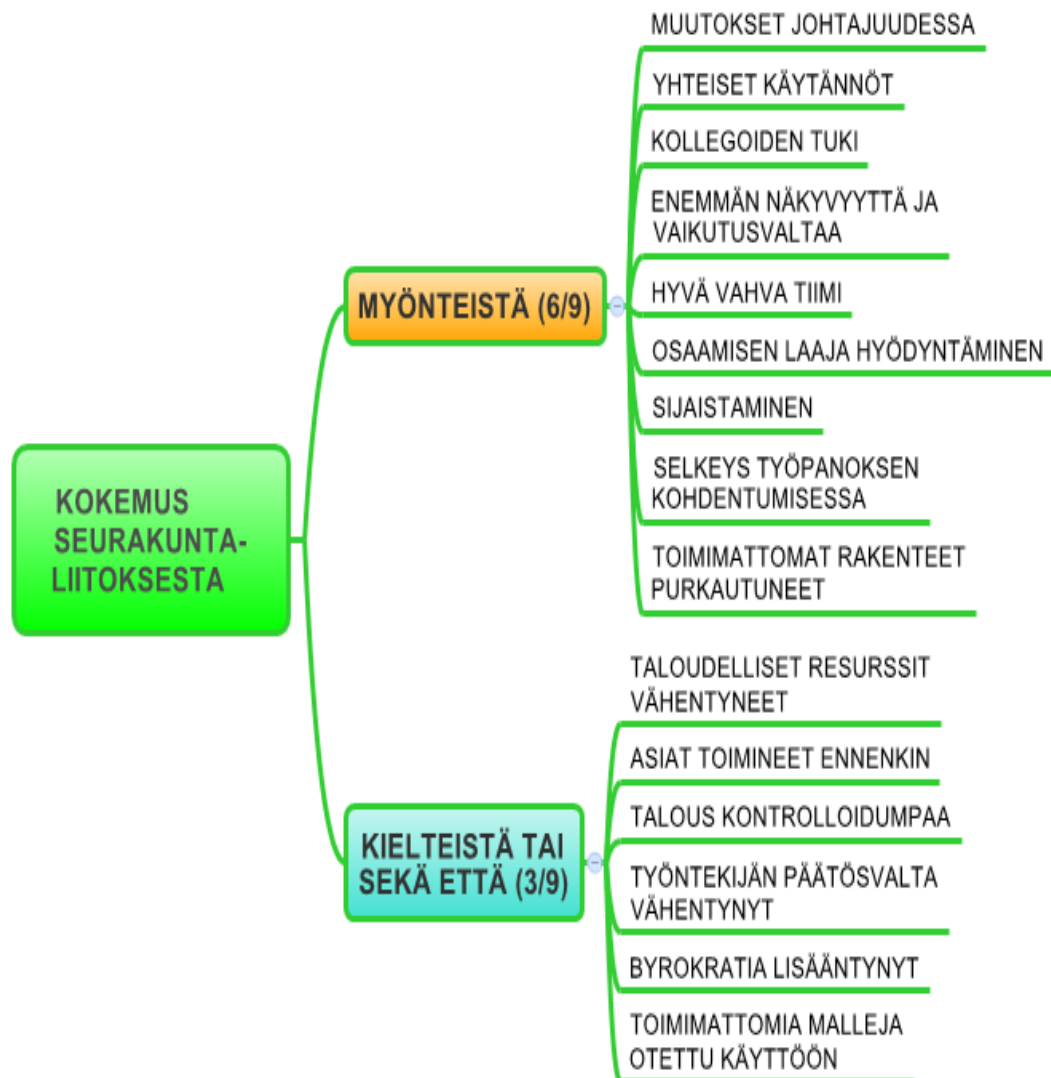 KOKEMUS
SEURAKUNTA-
LIITOKSESTA
MYÖNTEISTÄ (6/9)
MUUTOKSET JOHTAJUUDESSA
YHTEISET KÄYTÄNNÖT
KOLLEGOIDEN TUKI
ENEMMÄN NÄKYVYYTTÄ JA
VAIKUTUSVALTAA
HYVÄ VAHVA TIIMI
OSAAMISEN LAAJA HYÖDYNTÄMINEN
SIJAISTAMINEN
SELKEYS TYÖPANOKSEN
KOHDENTUMISESSA
TOIMIMATTOMAT RAKENTEET
PURKAUTUNEET
KIELTEISTÄ TAI
SEKÄ ETTÄ (3/9)
TALOUDELLISET RESURSSIT
VÄHENTYNEET
ASIAT TOIMINEET ENNENKIN
TALOUS KONTROLLOIDUMPAA
TYÖNTEKIJÄN PÄÄTÖSVALTA
VÄHENTYNYT
BYROKRATIA LISÄÄNTYNYT
TOIMIMATTOMIA MALLEJA
OTETTU KÄYTTÖÖN